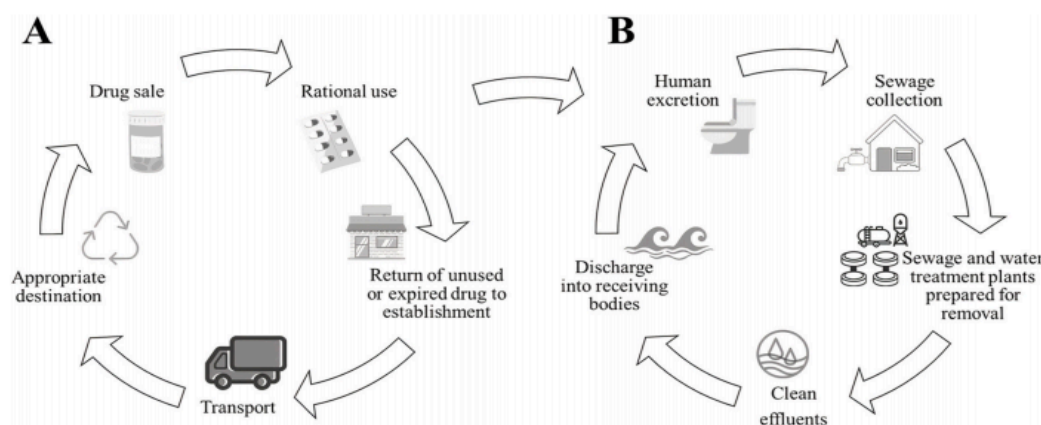 A
Drug sale
Rational use
Return of unused
or expired drug to
establishment
Transport
Appropriate
destination
B
Human
excretion
Sewage
collection
Sewage and water
treatment plants
prepared for
removal
Clean
effluents
Discharge
into receiving
bodies